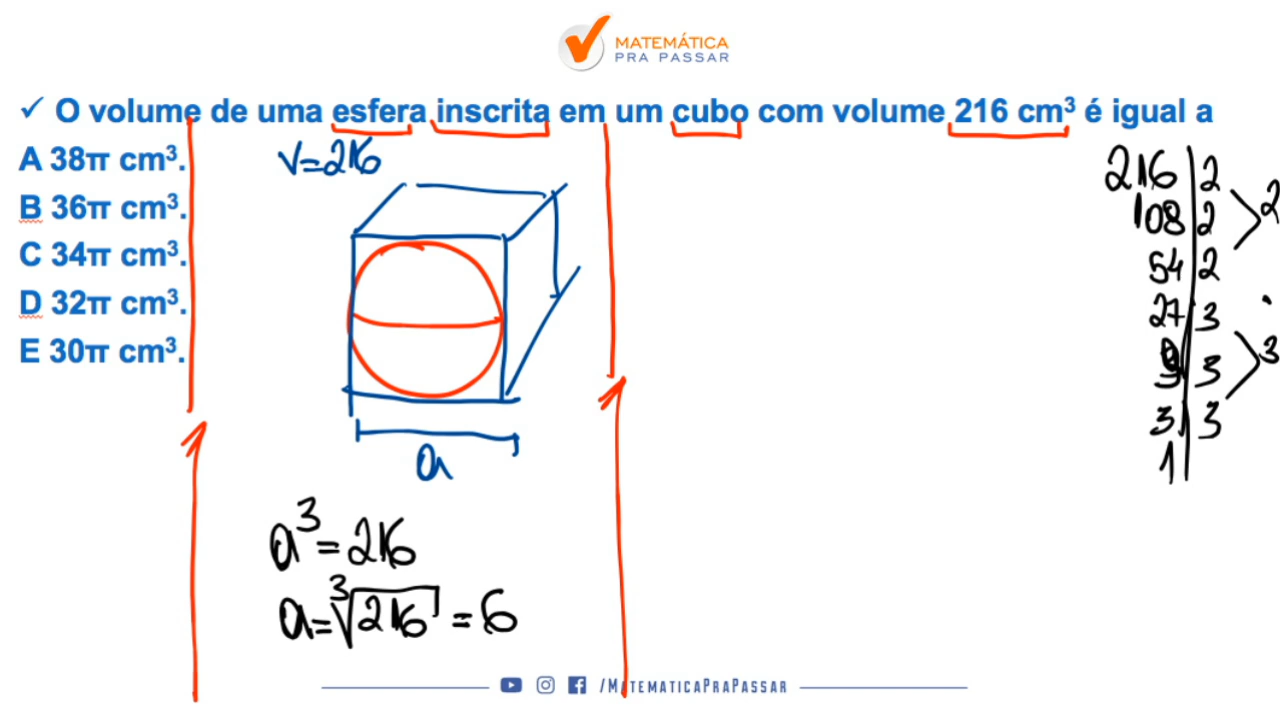 MATEMÁTICA
PRA PASSAR
✓ O volume de uma esfera inscrita em um cubo com volume 216 cm³ é igual a
A 38π cm³.
B 36π cm³.
C 34π cm³.
D 32π cm³.
E 30π cm³.
V=216
a
a³=216
a=∛216=6
216|2
108|2
2
54|2
27|3
9|3
3
3|3
1|
/MATEMATICAPRAPASSAR